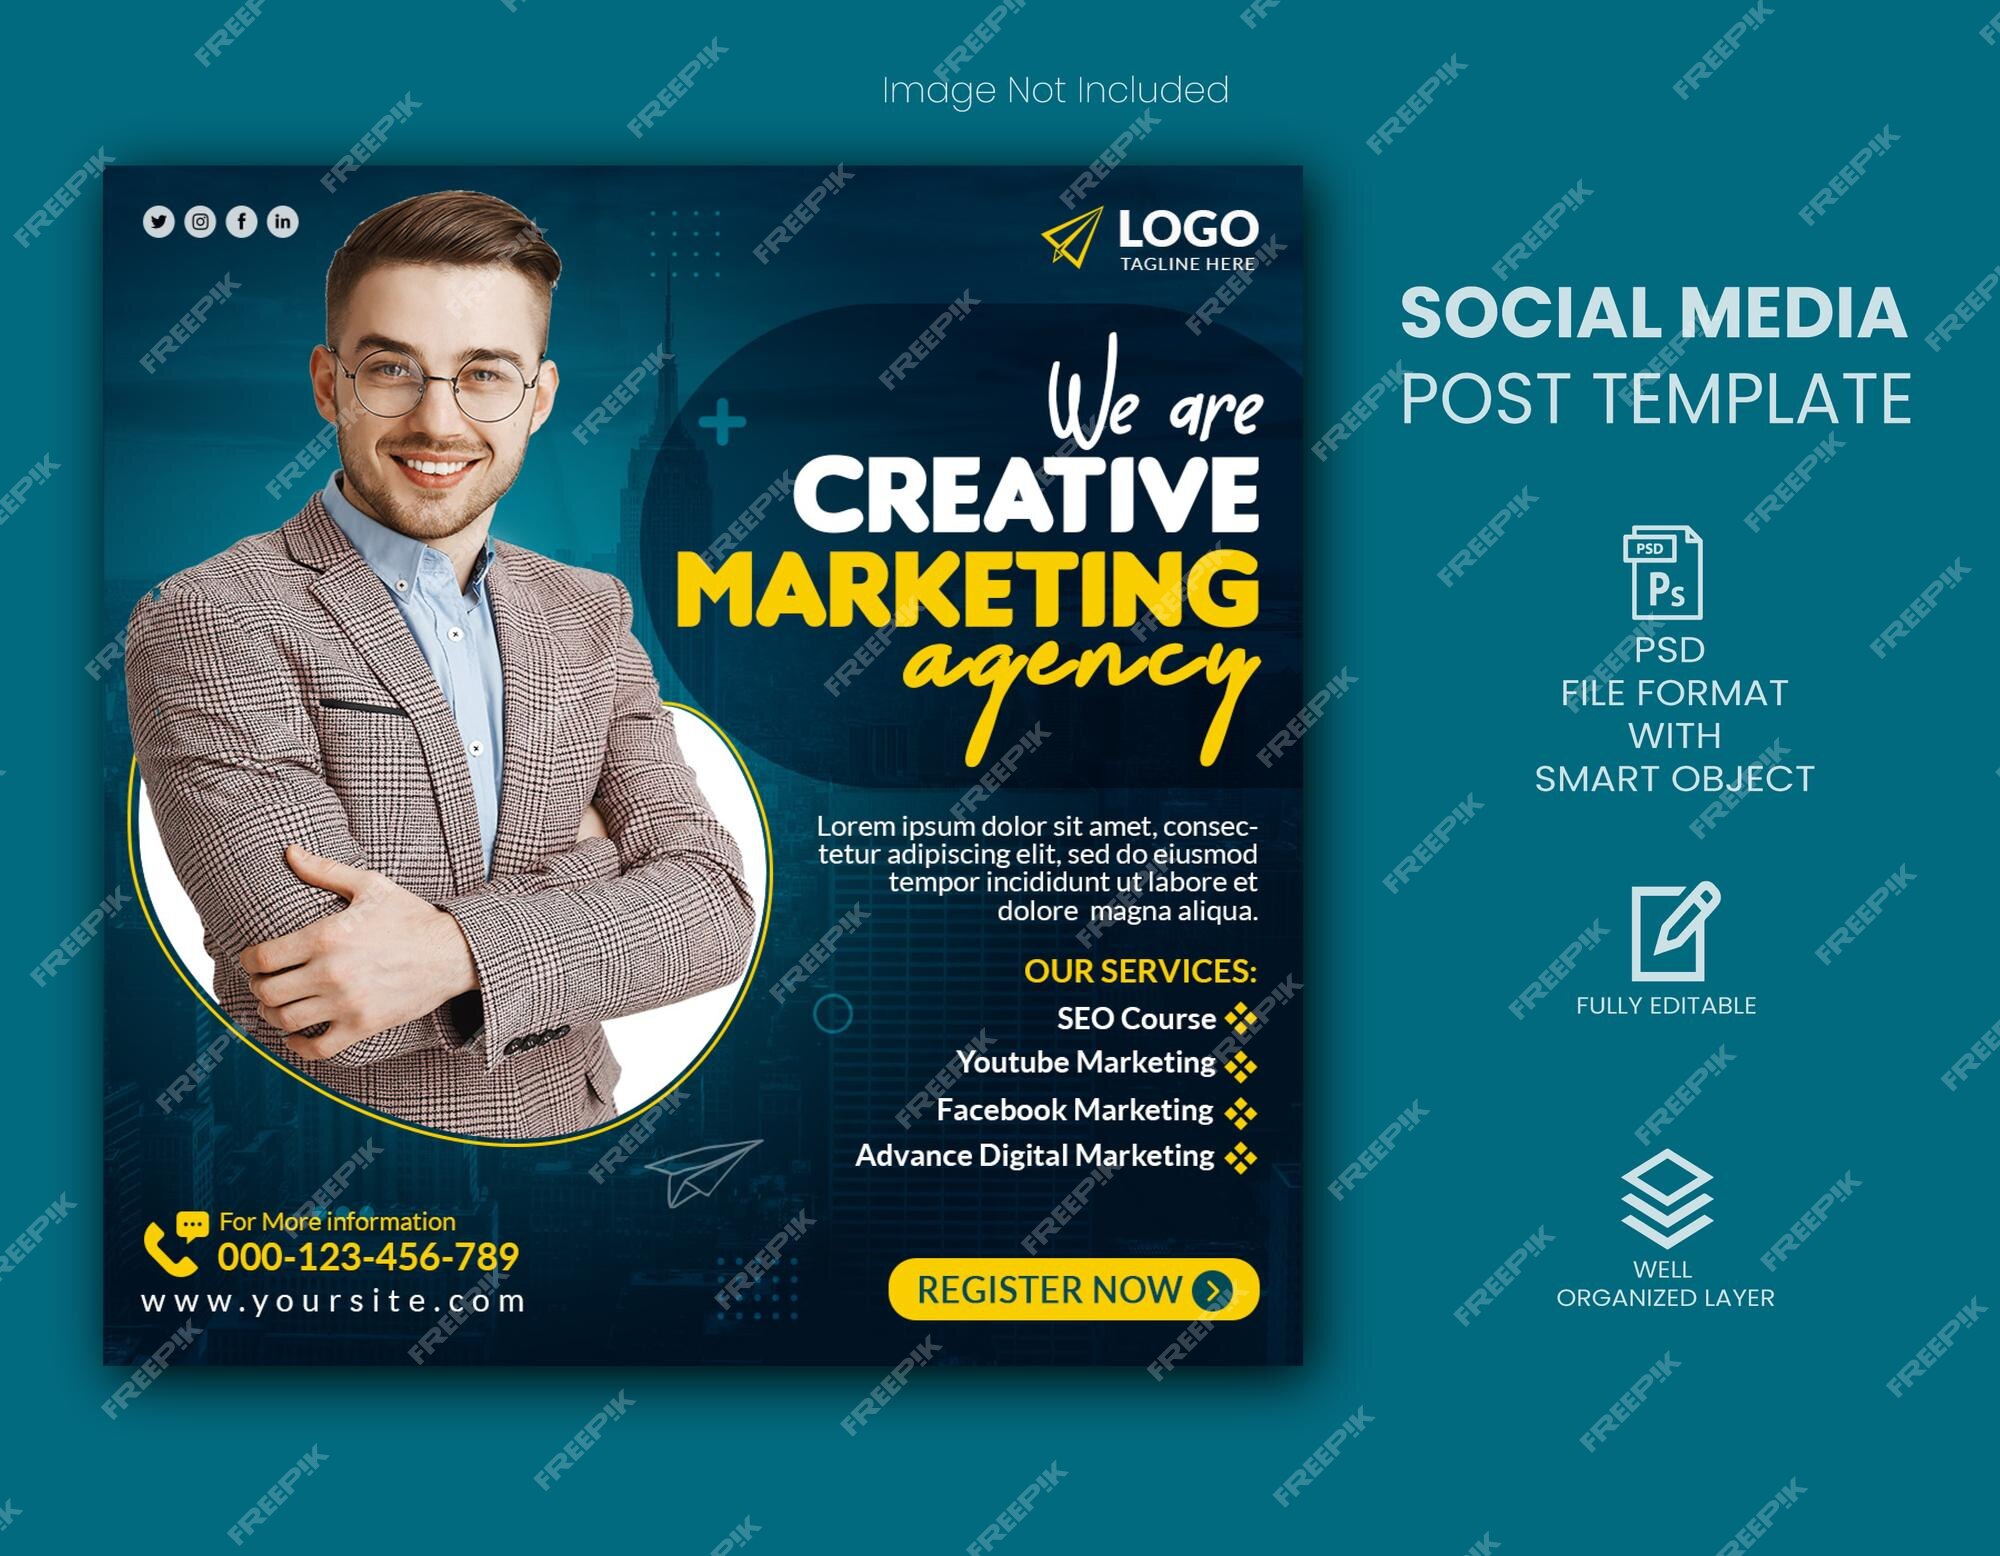 Image Not Included
LOGO
TAGLINE HERE
We are
CREATIVE
MARKETING
agency
Lorem ipsum dolor sit amet, consec-
tetur adipiscing elit, sed do eiusmod
tempor incididunt ut labore et
dolore magna aliqua.
OUR SERVICES:
SEO Course
Youtube Marketing
Facebook Marketing
Advance Digital Marketing
For More information
000-123-456-789
www.yoursite.com
REGISTER NOW
SOCIAL MEDIA
POST TEMPLATE
PSD
Ps
PSD
FILE FORMAT
WITH
SMART OBJECT
FULLY EDITABLE
WELL
ORGANIZED LAYER
FREEPIK